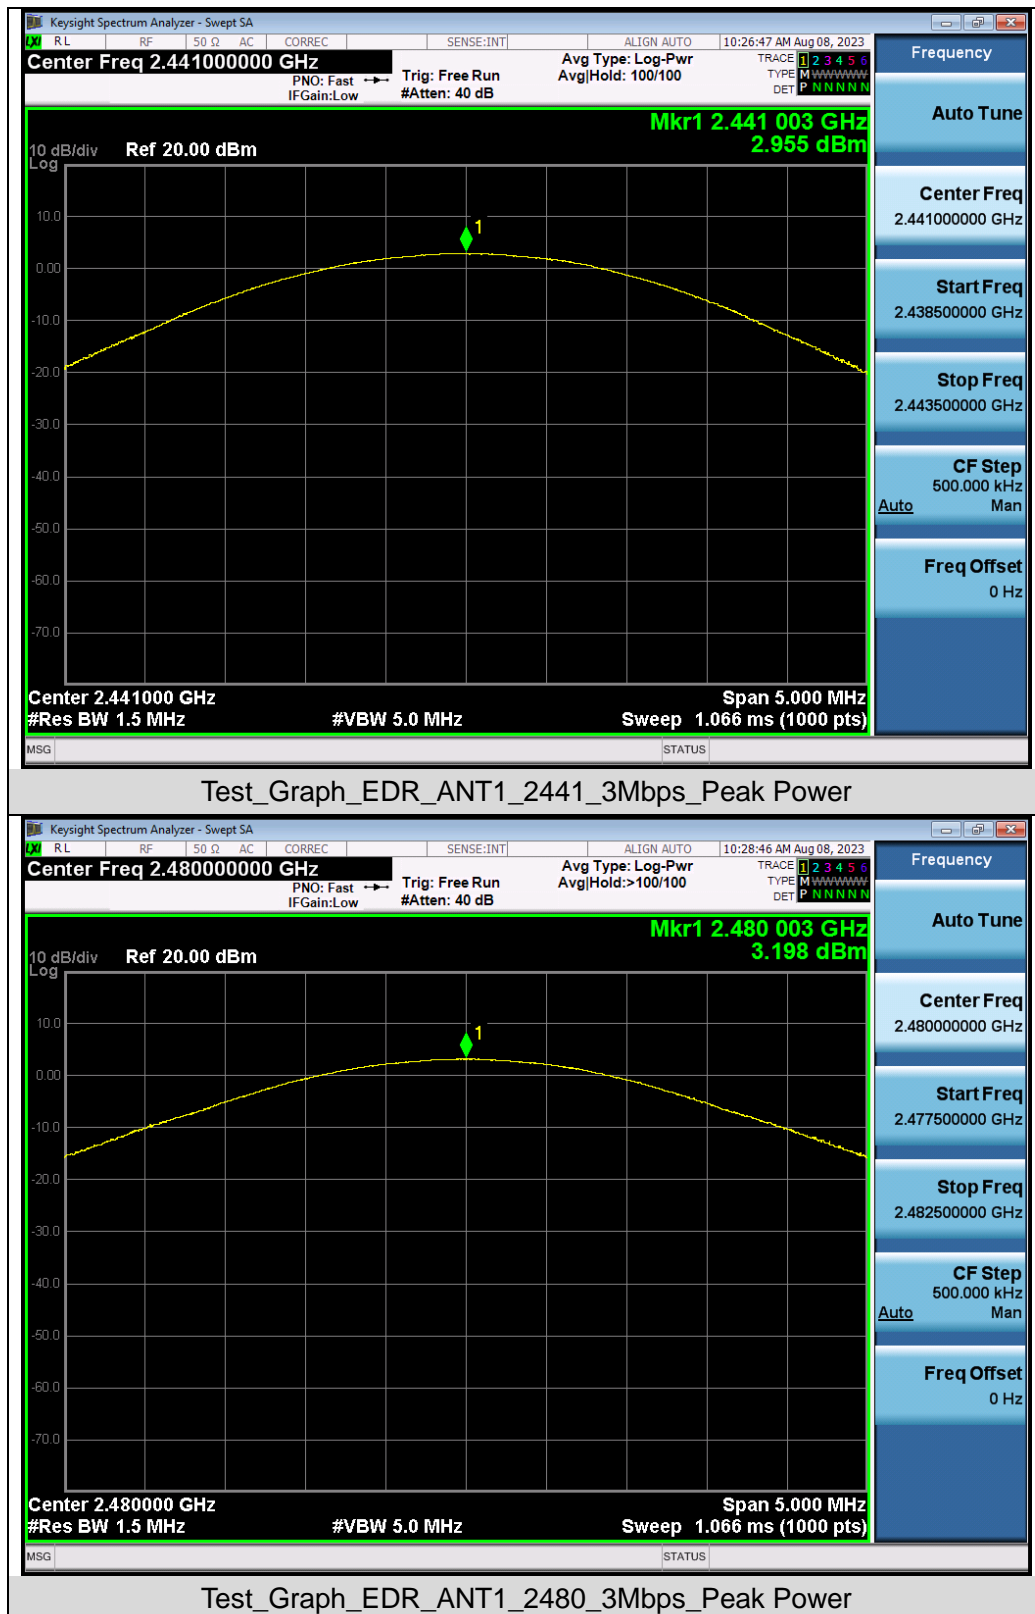 Keysight Spectrum Analyzer - Swept SA
LXI RL RF 50 Ω AC CORREC SENSE:INT ALIGN AUTO 10:26:47 AM Aug 08, 2023
Center Freq 2.441000000 GHz
PNO: Fast
IFGain:Low
Trig: Free Run
#Atten: 40 dB
Avg Type: Log-Pwr
Avg|Hold: 100/100
TRACE 1 2 3 4 5 6
TYPE M WWWWW
DET P N N N N N
Frequency
Mkr1 2.441 003 GHz
2.955 dBm
10 dB/div Ref 20.00 dBm
Log
10.0
0.00
-10.0
-20.0
-30.0
-40.0
-50.0
-60.0
-70.0
1
Center 2.441000 GHz Span 5.000 MHz
#Res BW 1.5 MHz #VBW 5.0 MHz Sweep 1.066 ms (1000 pts)
MSG STATUS
Auto Tune
Center Freq
2.441000000 GHz
Start Freq
2.438500000 GHz
Stop Freq
2.443500000 GHz
CF Step
500.000 kHz
Auto Man
Freq Offset
0 Hz
Test_Graph_EDR_ANT1_2441_3Mbps_Peak Power
Keysight Spectrum Analyzer - Swept SA
LXI RL RF 50 Ω AC CORREC SENSE:INT ALIGN AUTO 10:28:46 AM Aug 08, 2023
Center Freq 2.480000000 GHz
PNO: Fast
IFGain:Low
Trig: Free Run
#Atten: 40 dB
Avg Type: Log-Pwr
Avg|Hold:>100/100
TRACE 1 2 3 4 5 6
TYPE M WWWWW
DET P N N N N N
Frequency
Mkr1 2.480 003 GHz
3.198 dBm
10 dB/div Ref 20.00 dBm
Log
10.0
0.00
-10.0
-20.0
-30.0
-40.0
-50.0
-60.0
-70.0
1
Center 2.480000 GHz Span 5.000 MHz
#Res BW 1.5 MHz #VBW 5.0 MHz Sweep 1.066 ms (1000 pts)
MSG STATUS
Auto Tune
Center Freq
2.480000000 GHz
Start Freq
2.477500000 GHz
Stop Freq
2.482500000 GHz
CF Step
500.000 kHz
Auto Man
Freq Offset
0 Hz
Test_Graph_EDR_ANT1_2480_3Mbps_Peak Power